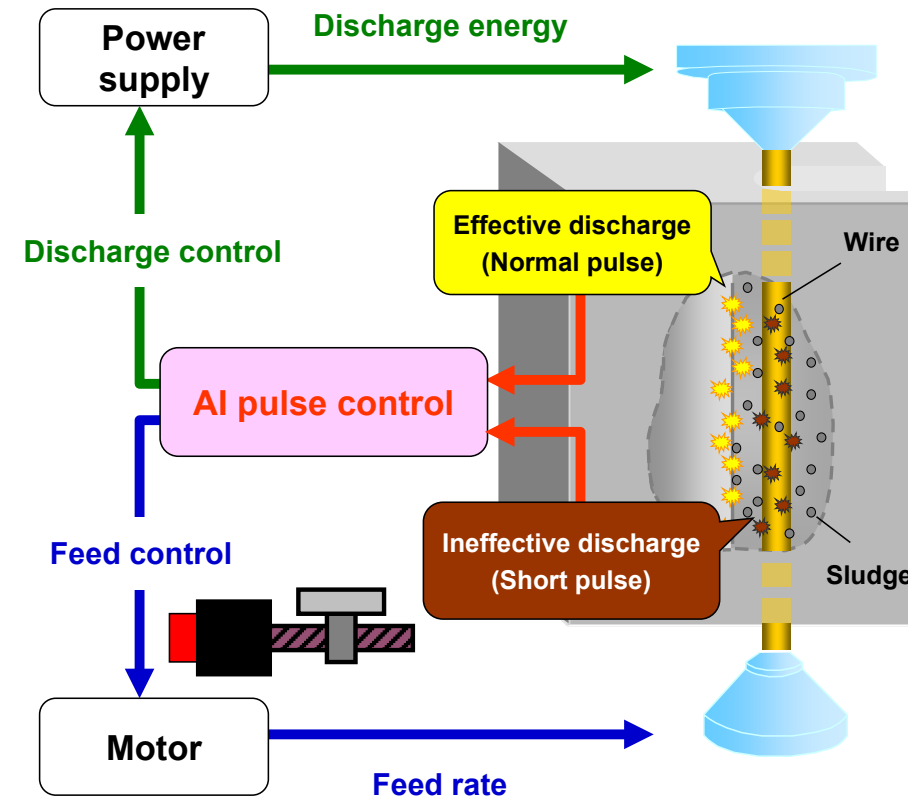 Power
supply
Discharge energy
Effective discharge
(Normal pulse)
Wire
Discharge control
AI pulse control
Ineffective discharge
(Short pulse)
Feed control
Sludge
Motor
Feed rate